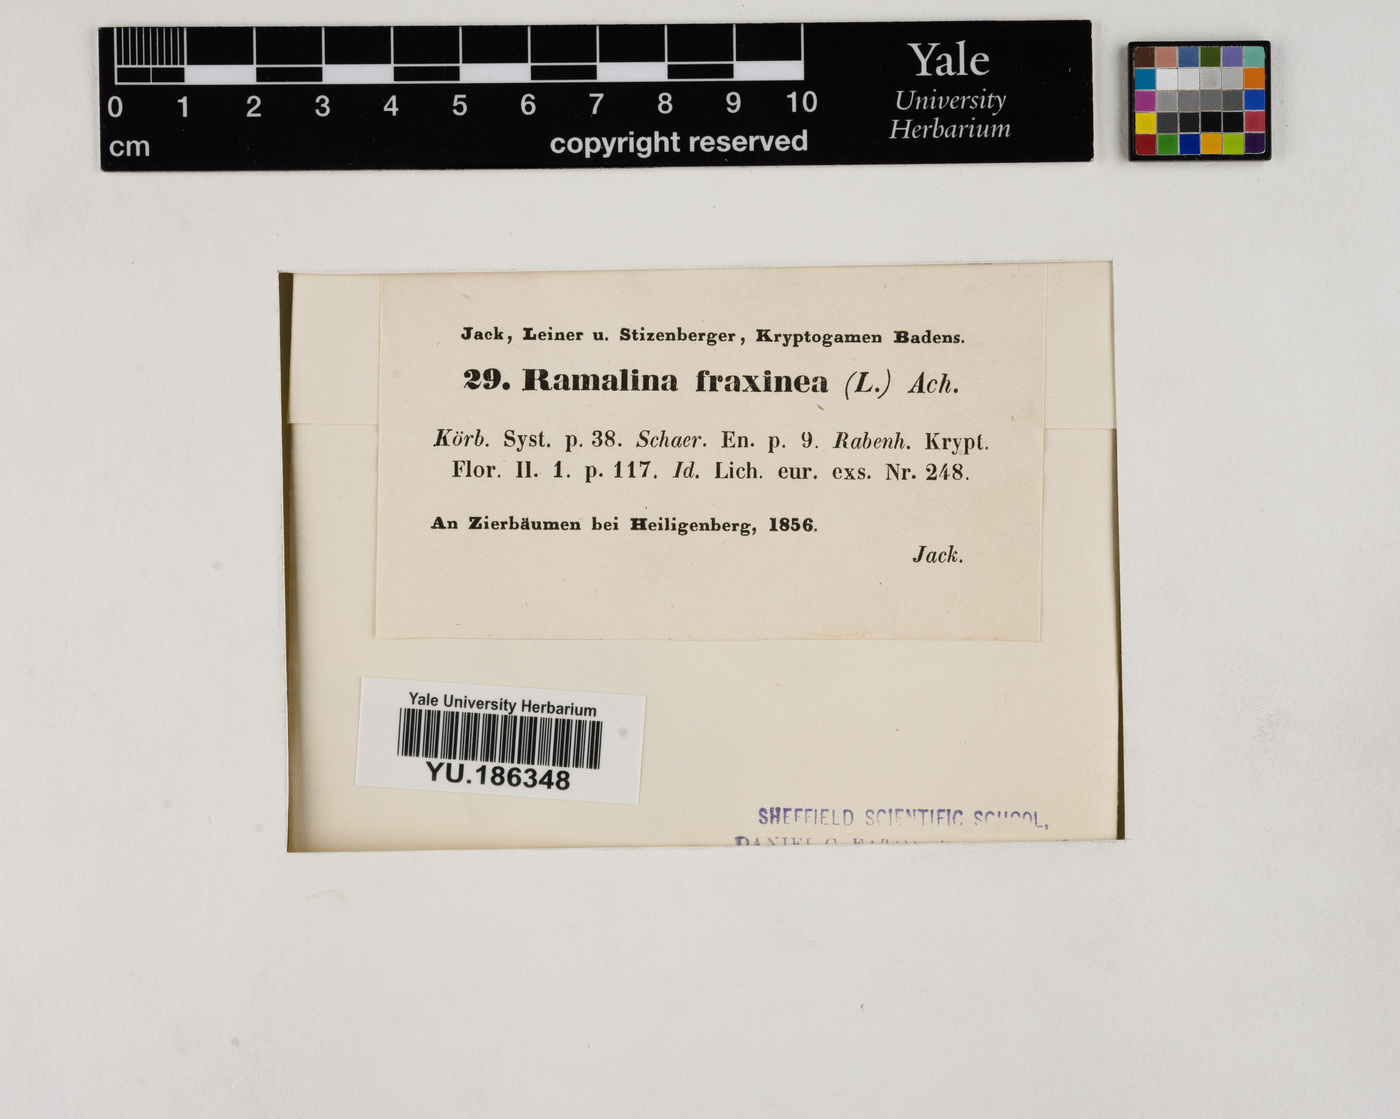 0 1 2 3 4 5 6 7 8 9 10
cm
copyright reserved
Yale
University
Herbarium
Jack, Leiner u. Stizenberger, Kryptogamen Badens.
29. Ramalina fraxinea (L.) Ach.
Körb. Syst. p. 38. Schaer. En. p. 9. Rabenh. Krypt.
Flor. II. 1. p. 117. Id. Lich. eur. exs. Nr. 248.
An Zierbäumen bei Heiligenberg, 1856.
Jack.
Yale University Herbarium
YU.186348
SHEFFIELD SCIENTIFIC SCHOOL,
DANIEL C. EATON